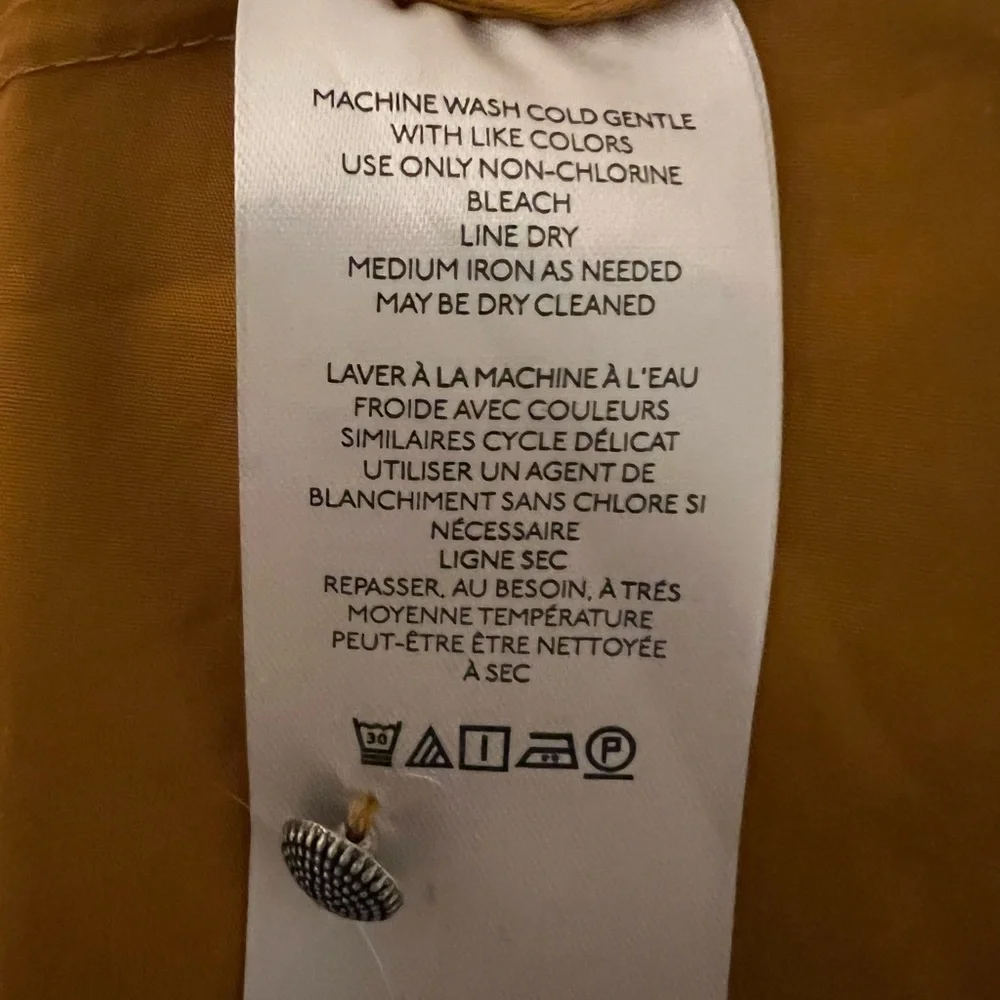 MACHINE WASH COLD GENTLE
WITH LIKE COLORS
USE ONLY NON-CHLORINE
BLEACH
LINE DRY
MEDIUM IRON AS NEEDED
MAY BE DRY CLEANED
LAVER À LA MACHINE À L'EAU
FROIDE AVEC COULEURS
SIMILAIRES CYCLE DÉLICAT
UTILISER UN AGENT DE
BLANCHIMENT SANS CHLORE SI
NÉCESSAIRE
LIGNE SEC
REPASSER, AU BESOIN, À TRÉS
MOYENNE TEMPÉRATURE
PEUT-ÊTRE ÊTRE NETTOYÉE
À SEC
30 P